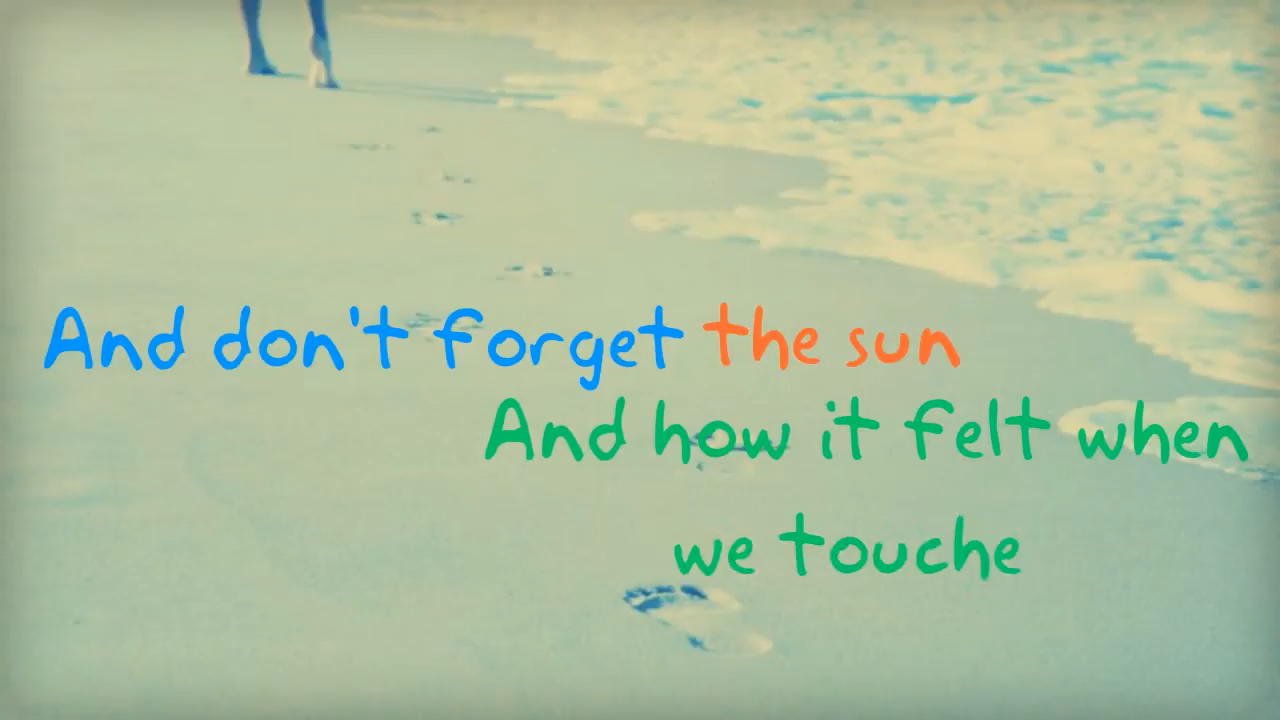 And don't forget the sun
And how it felt when
we touche